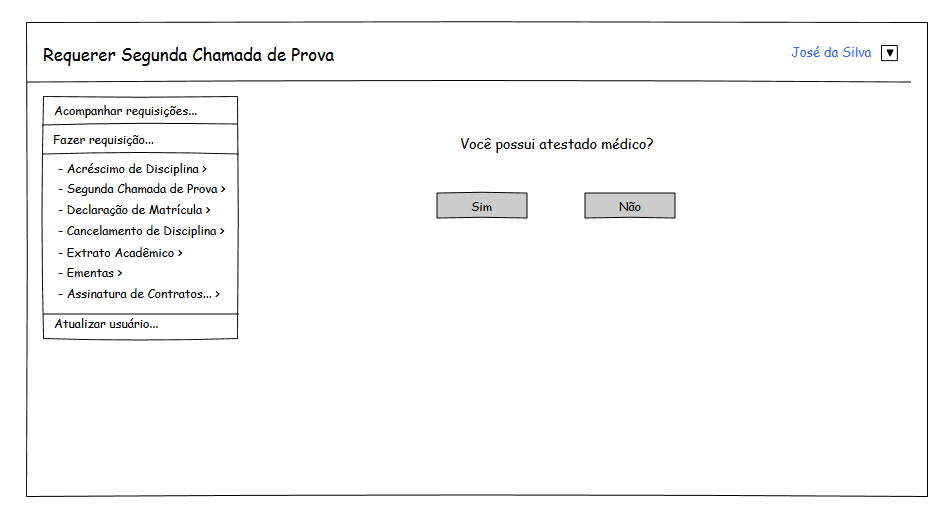 Requerer Segunda Chamada de Prova
José da Silva
Acompanhar requisições...
Fazer requisição...
- Acréscimo de Disciplina >
- Segunda Chamada de Prova >
- Declaração de Matrícula >
- Cancelamento de Disciplina >
- Extrato Acadêmico >
- Ementas >
- Assinatura de Contratos... >
Atualizar usuário...
Você possui atestado médico?
Sim
Não